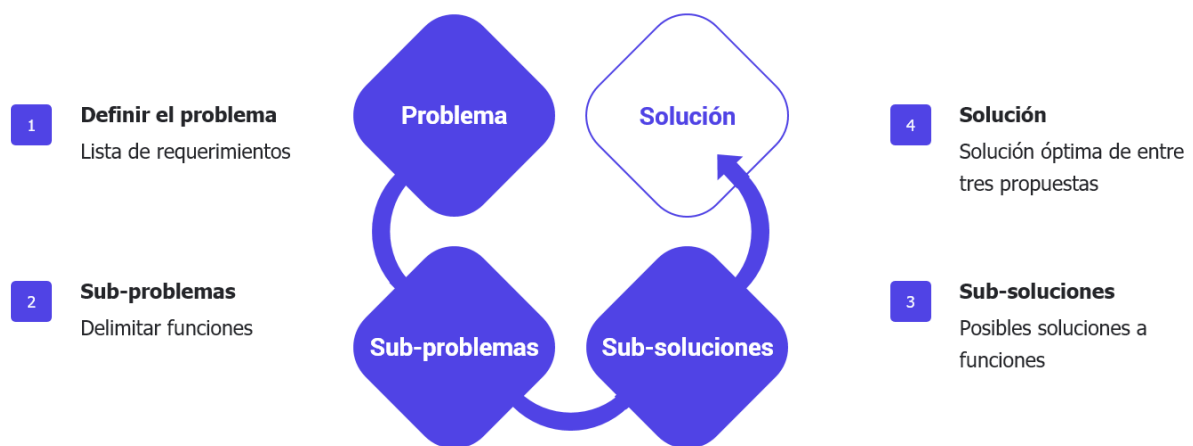 1
Definir el problema
Lista de requerimientos
2
Sub-problemas
Delimitar funciones
Problema
Solución
Sub-problemas
Sub-soluciones
4
Solución
Solución óptima de entre
tres propuestas
3
Sub-soluciones
Posibles soluciones a
funciones